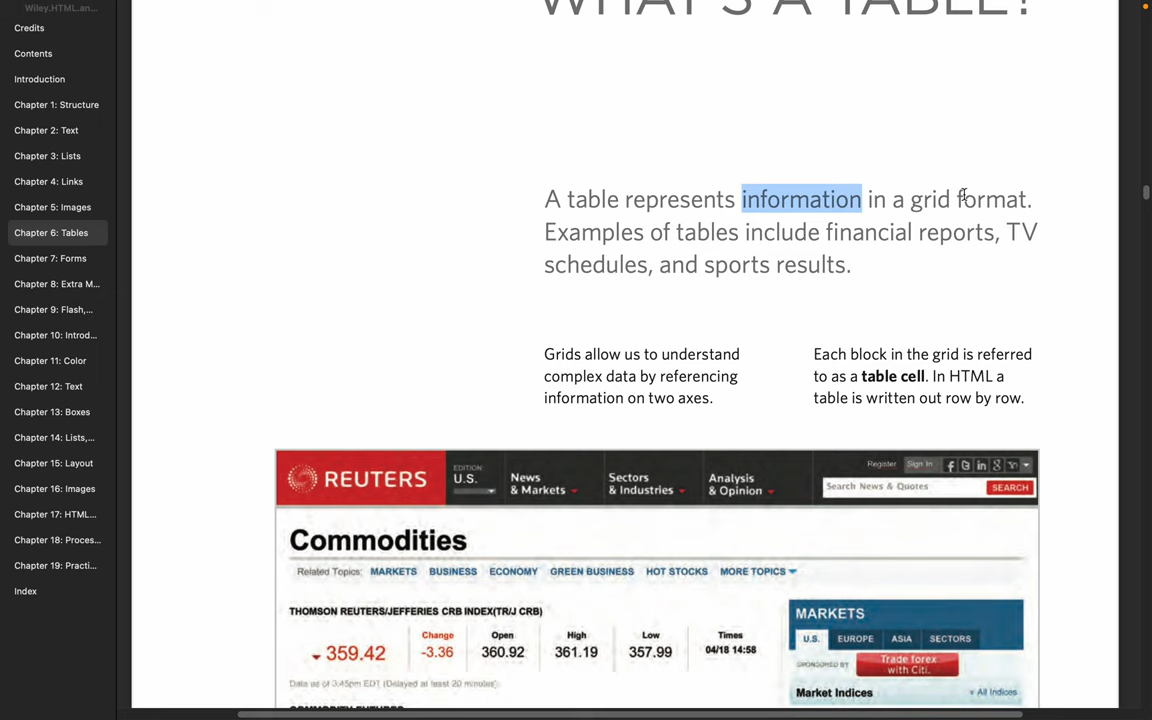 Wiley.HTML.an...
Credits
Contents
Introduction
Chapter 1: Structure
Chapter 2: Text
Chapter 3: Lists
Chapter 4: Links
Chapter 5: Images
Chapter 6: Tables
Chapter 7: Forms
Chapter 8: Extra M...
Chapter 9: Flash,...
Chapter 10: Introd...
Chapter 11: Color
Chapter 12: Text
Chapter 13: Boxes
Chapter 14: Lists,...
Chapter 15: Layout
Chapter 16: Images
Chapter 17: HTML...
Chapter 18: Proces...
Chapter 19: Practi...
Index
WHAT'S A TABLE?
A table represents information in a grid format.
Examples of tables include financial reports, TV
schedules, and sports results.
Grids allow us to understand
complex data by referencing
information on two axes.
Each block in the grid is referred
to as a table cell. In HTML a
table is written out row by row.
REUTERS
EDITION:
U.S.
News
& Markets
Sectors
& Industries
Analysis
& Opinion
Register Sign In
Search News & Quotes SEARCH
Commodities
Related Topics: MARKETS BUSINESS ECONOMY GREEN BUSINESS HOT STOCKS MORE TOPICS
THOMSON REUTERS/JEFFERIES CRB INDEX(TR/J CRB)
359.42
Change
-3.36
Open
360.92
High
361.19
Low
357.99
Times
04/18 14:58
Data as of 3:45pm EDT (Delayed at least 20 minutes)
COMMODITY FUTURES
MARKETS
U.S. EUROPE ASIA SECTORS
SPONSORED BY
Trade forex
with Citi.
Market Indices
» All Indices